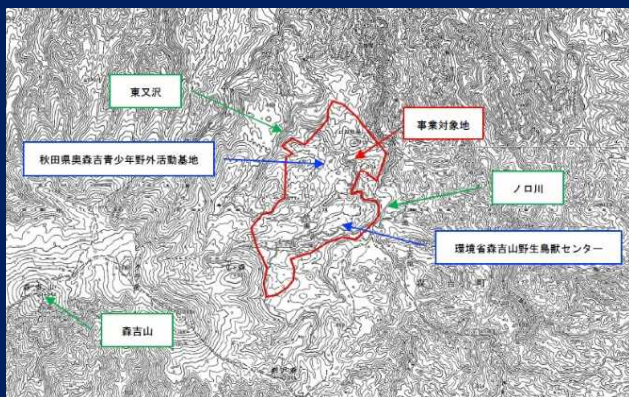 東又沢
事業対象地
秋田県奥森吉青少年野外活動基地
ノロ川
環境省森吉山野生鳥獣センター
森吉山